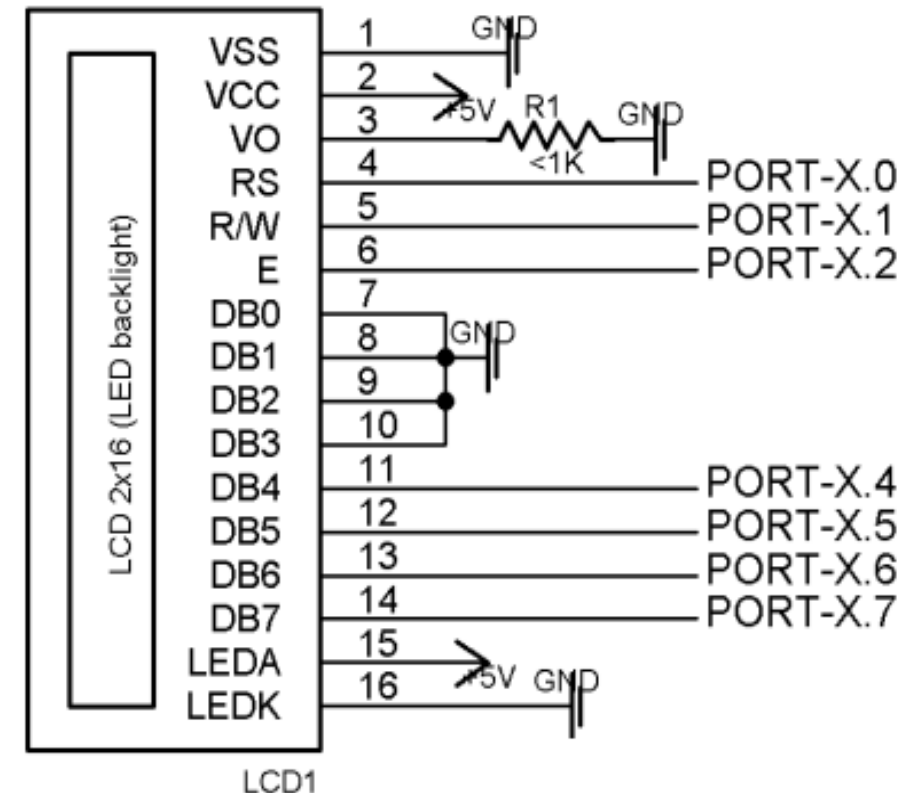 VSS 1 GND
VCC 2 +5V
VO 3 R1 <1K GND
RS 4 PORT-X.0
R/W 5 PORT-X.1
E 6 PORT-X.2
DB0 7
DB1 8 GND
DB2 9
DB3 10
DB4 11 PORT-X.4
DB5 12 PORT-X.5
DB6 13 PORT-X.6
DB7 14 PORT-X.7
LEDA 15 +5V
LEDK 16 GND
LCD 2x16 (LED backlight)
LCD1